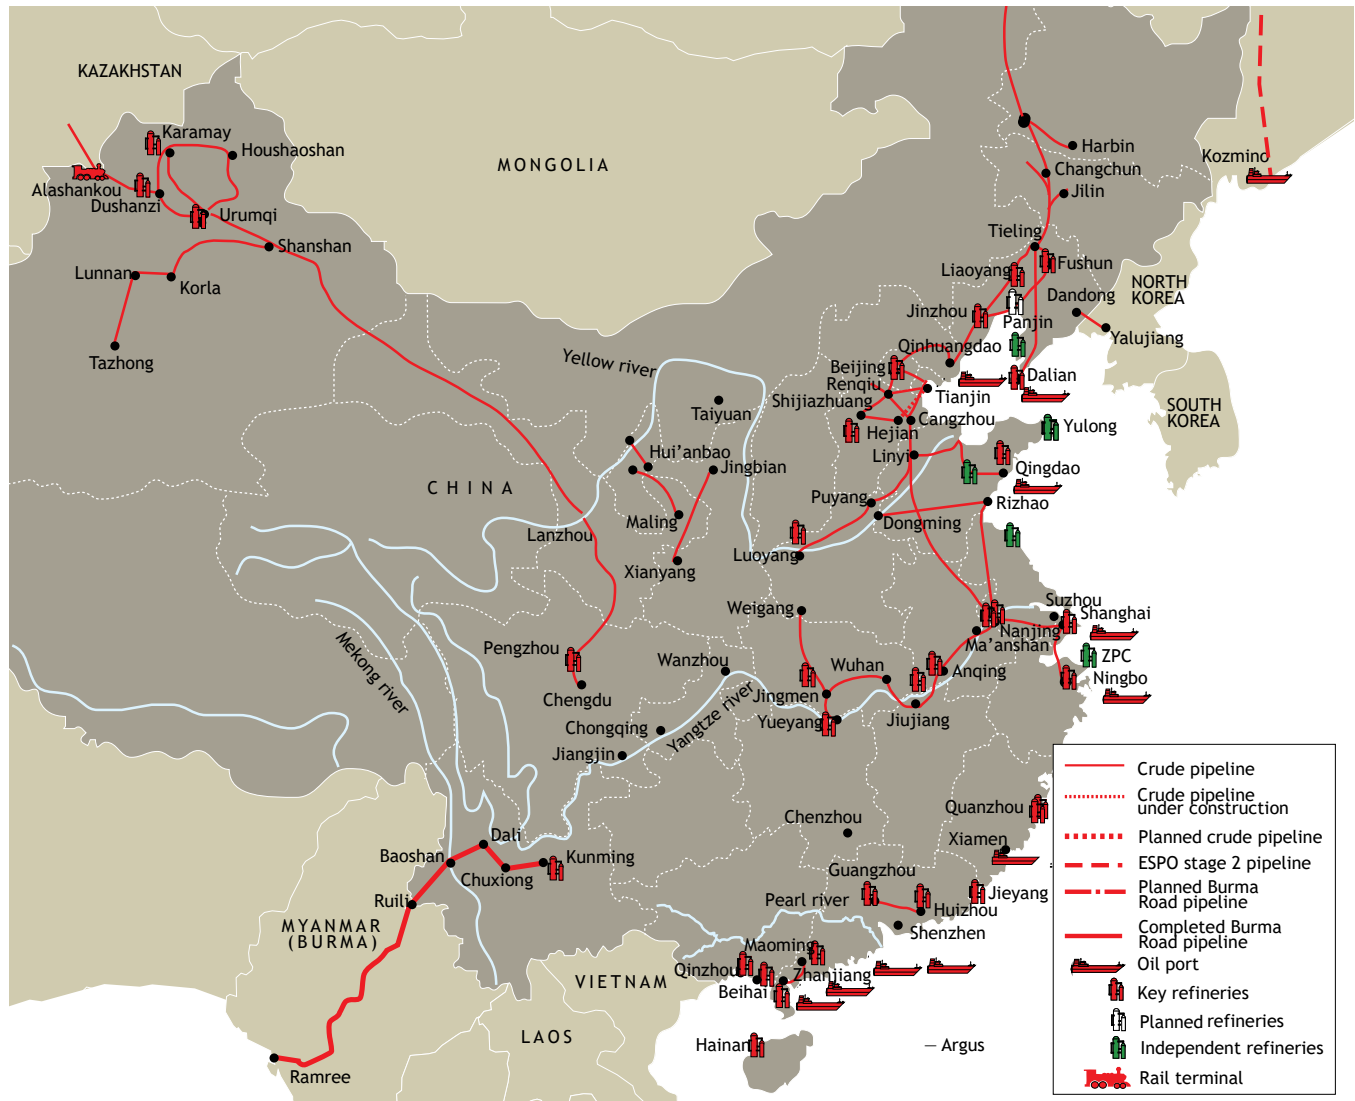 KAZAKHSTAN
Karamay
Houshaoshan
Alashankou
Dushanzi
Urumqi
Shanshan
Lunnan
Korla
Tazhong
MONGOLIA
Harbin
Changchun
Jilin
Kozmino
Tieling
Liaoyang
Fushun
NORTH
KOREA
Dandong
Jinzhou
Panjin
Yalujiang
Qinhuangdao
Beijing
Renqiu
Dalian
Tianjin
Shijiazhuang
SOUTH
KOREA
Cangzhou
Hejian
Yulong
Linyi
Qingdao
Yellow river
Taiyuan
Hui’anbao
Jingbian
CHINA
Puyang
Rizhao
Maling
Dongming
Lanzhou
Luoyang
Xianyang
Weigang
Suzhou
Shanghai
Nanjing
Ma’anshan
Mekong river
Pengzhou
Wanzhou
Wuhan
Anqing
ZPC
Ningbo
Chengdu
Jingmen
Jiujiang
Yueyang
Chongqing
Yangtze river
Jiangjin
Quanzhou
Chenzhou
Xiamen
Dali
Baoshan
Kunming
Chuxiong
Guangzhou
Jieyang
Pearl river
Huizhou
Ruili
MYANMAR
(BURMA)
Shenzhen
Maoming
Qinzhou
Zhanjiang
VIETNAM
Beihai
LAOS
Hainan
— Argus
Ramree
Crude pipeline
Crude pipeline
under construction
Planned crude pipeline
ESPO stage 2 pipeline
Planned Burma
Road pipeline
Completed Burma
Road pipeline
Oil port
Key refineries
Planned refineries
Independent refineries
Rail terminal